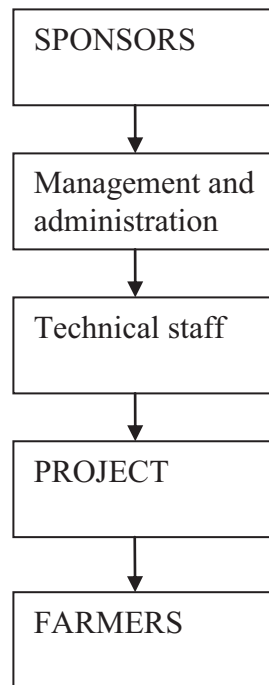 SPONSORS
Management and
administration
Technical staff
PROJECT
FARMERS